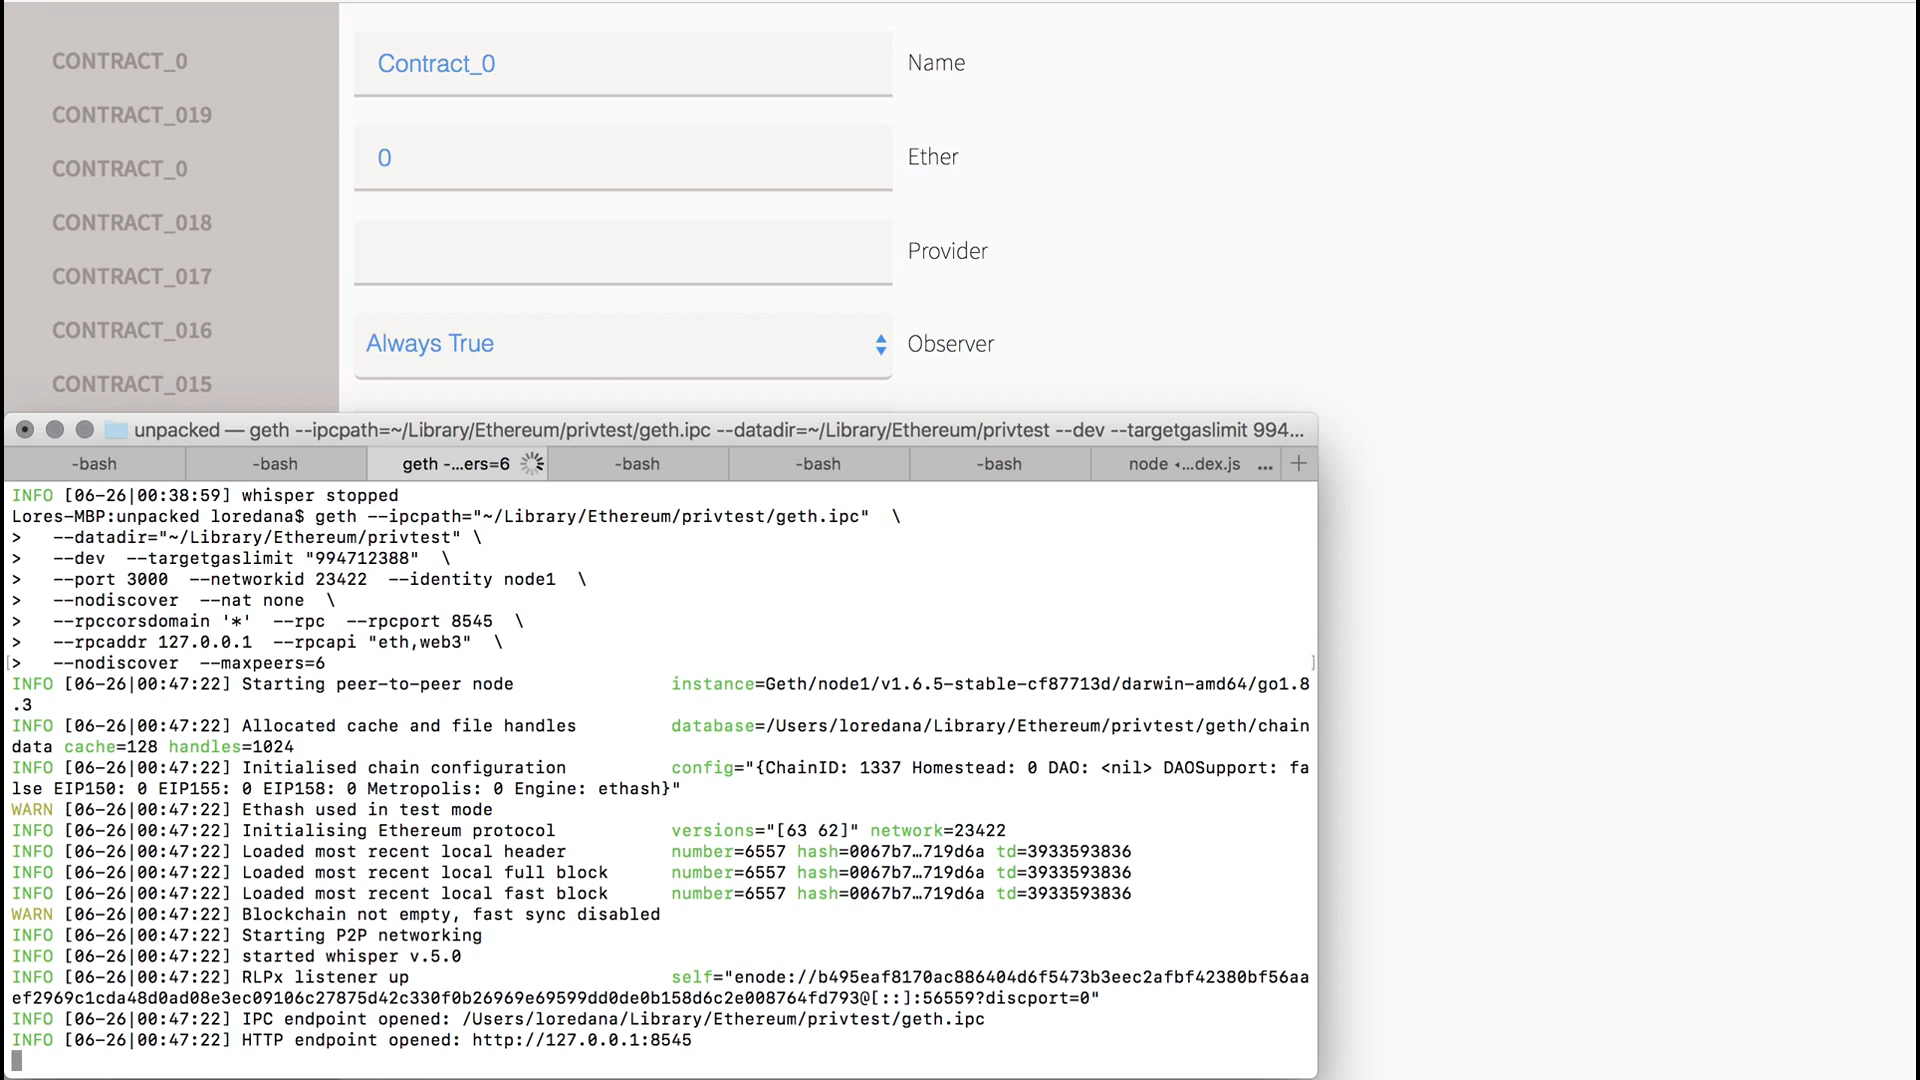 CONTRACT_0
CONTRACT_019
CONTRACT_0
CONTRACT_018
CONTRACT_017
CONTRACT_016
CONTRACT_015
Contract_0 Name
0 Ether
Provider
Always True Observer
unpacked — geth --ipcpath=~/Library/Ethereum/privtest/geth.ipc --datadir=~/Library/Ethereum/privtest --dev --targetgaslimit 994...
-bash -bash geth -...ers=6 -bash -bash -bash node ◂...dex.js ... +
INFO [06-26|00:38:59] whisper stopped
Lores-MBP:unpacked loredana$ geth --ipcpath="~/Library/Ethereum/privtest/geth.ipc" \
> --datadir="~/Library/Ethereum/privtest" \
> --dev --targetgaslimit "994712388" \
> --port 3000 --networkid 23422 --identity node1 \
> --nodiscover --nat none \
> --rpccorsdomain '*' --rpc --rpcport 8545 \
> --rpcaddr 127.0.0.1 --rpcapi "eth,web3" \
[> --nodiscover --maxpeers=6 ]
INFO [06-26|00:47:22] Starting peer-to-peer node instance=Geth/node1/v1.6.5-stable-cf87713d/darwin-amd64/go1.8
.3
INFO [06-26|00:47:22] Allocated cache and file handles database=/Users/loredana/Library/Ethereum/privtest/geth/chain
data cache=128 handles=1024
INFO [06-26|00:47:22] Initialised chain configuration config="{ChainID: 1337 Homestead: 0 DAO: <nil> DAOSupport: fa
lse EIP150: 0 EIP155: 0 EIP158: 0 Metropolis: 0 Engine: ethash}"
WARN [06-26|00:47:22] Ethash used in test mode
INFO [06-26|00:47:22] Initialising Ethereum protocol versions="[63 62]" network=23422
INFO [06-26|00:47:22] Loaded most recent local header number=6557 hash=0067b7…719d6a td=3933593836
INFO [06-26|00:47:22] Loaded most recent local full block number=6557 hash=0067b7…719d6a td=3933593836
INFO [06-26|00:47:22] Loaded most recent local fast block number=6557 hash=0067b7…719d6a td=3933593836
WARN [06-26|00:47:22] Blockchain not empty, fast sync disabled
INFO [06-26|00:47:22] Starting P2P networking
INFO [06-26|00:47:22] started whisper v.5.0
INFO [06-26|00:47:22] RLPx listener up self="enode://b495eaf8170ac886404d6f5473b3eec2afbf42380bf56aa
ef2969c1cda48d0ad08e3ec09106c27875d42c330f0b26969e69599dd0de0b158d6c2e008764fd793@[::]:56559?discport=0"
INFO [06-26|00:47:22] IPC endpoint opened: /Users/loredana/Library/Ethereum/privtest/geth.ipc
INFO [06-26|00:47:22] HTTP endpoint opened: http://127.0.0.1:8545